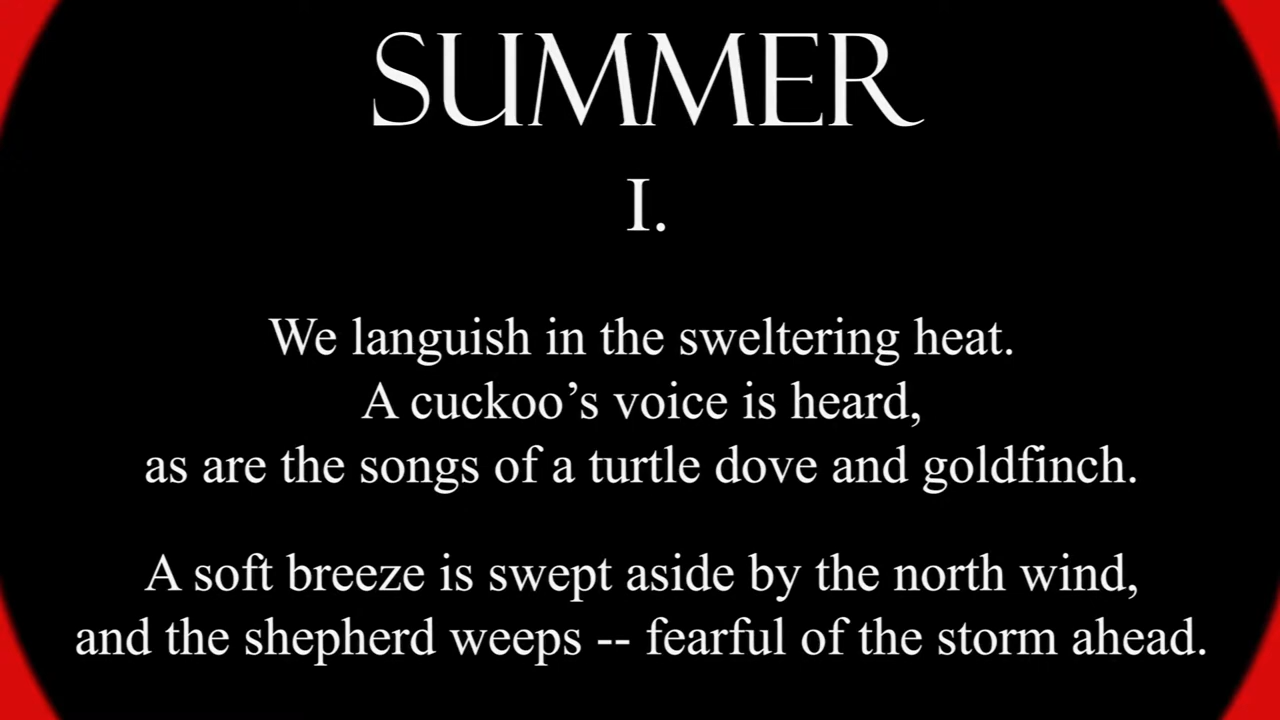 SUMMER
I.
We languish in the sweltering heat.
A cuckoo’s voice is heard,
as are the songs of a turtle dove and goldfinch.
A soft breeze is swept aside by the north wind,
and the shepherd weeps -- fearful of the storm ahead.